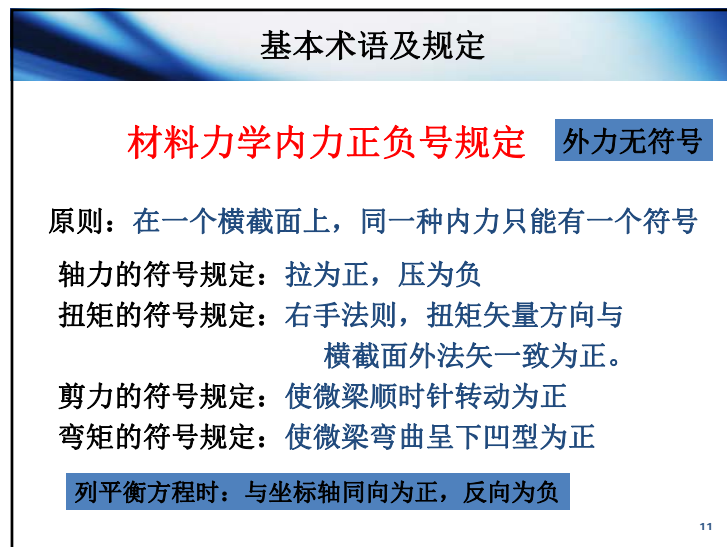 基本术语及规定
材料力学内力正负号规定
外力无符号
原则：在一个横截面上，同一种内力只能有一个符号
轴力的符号规定：拉为正，压为负
扭矩的符号规定：右手法则，扭矩矢量方向与
横截面外法矢一致为正。
剪力的符号规定：使微梁顺时针转动为正
弯矩的符号规定：使微梁弯曲呈下凹型为正
列平衡方程时：与坐标轴同向为正，反向为负
11